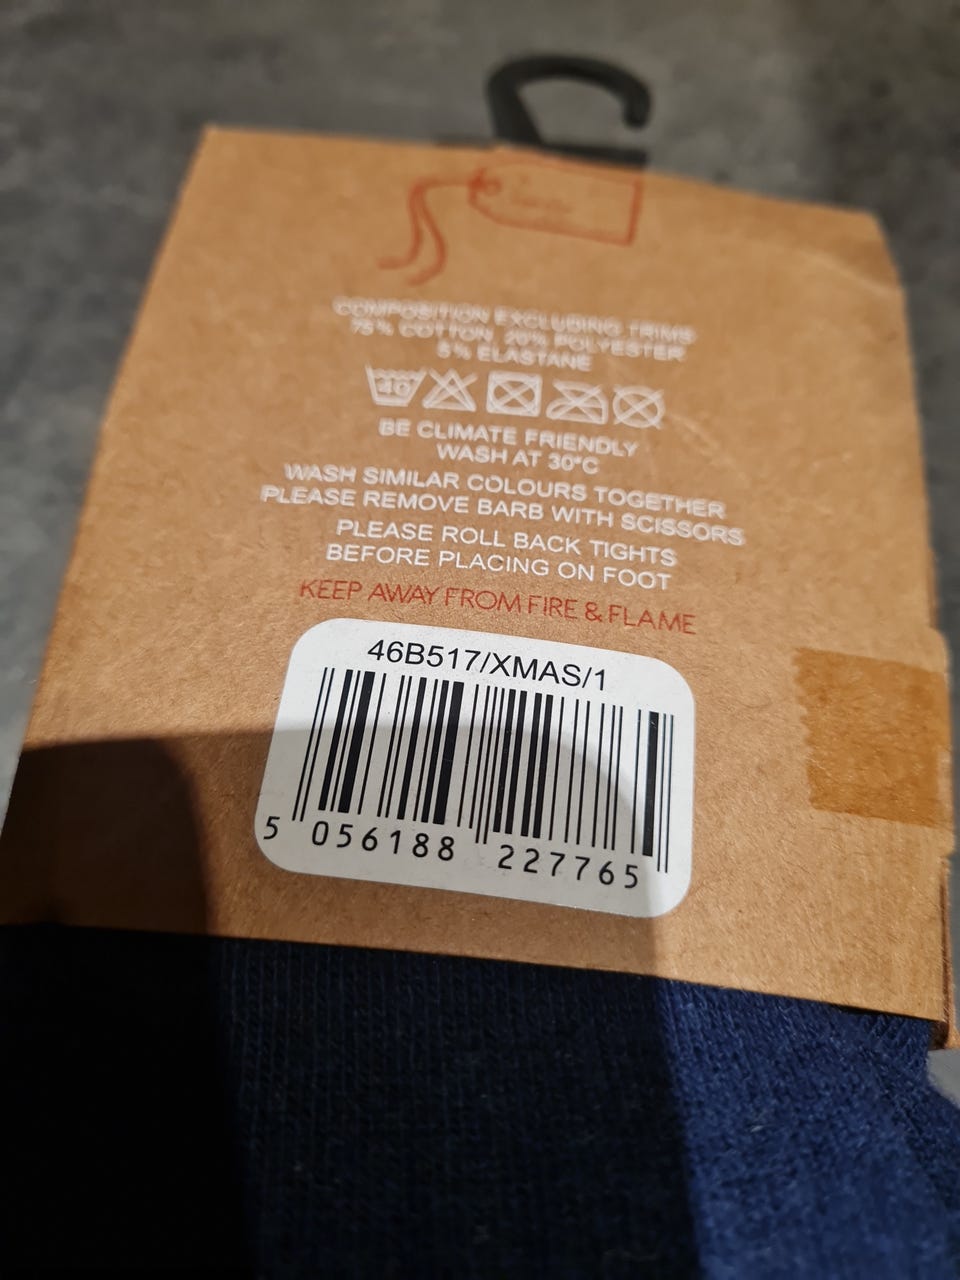 COMPOSITION EXCLUDING TRIMS
75% COTTON, 20% POLYESTER
5% ELASTANE
40
BE CLIMATE FRIENDLY
WASH AT 30°C
WASH SIMILAR COLOURS TOGETHER
PLEASE REMOVE BARB WITH SCISSORS
PLEASE ROLL BACK TIGHTS
BEFORE PLACING ON FOOT
KEEP AWAY FROM FIRE & FLAME
46B517/XMAS/1
5 056188 227765